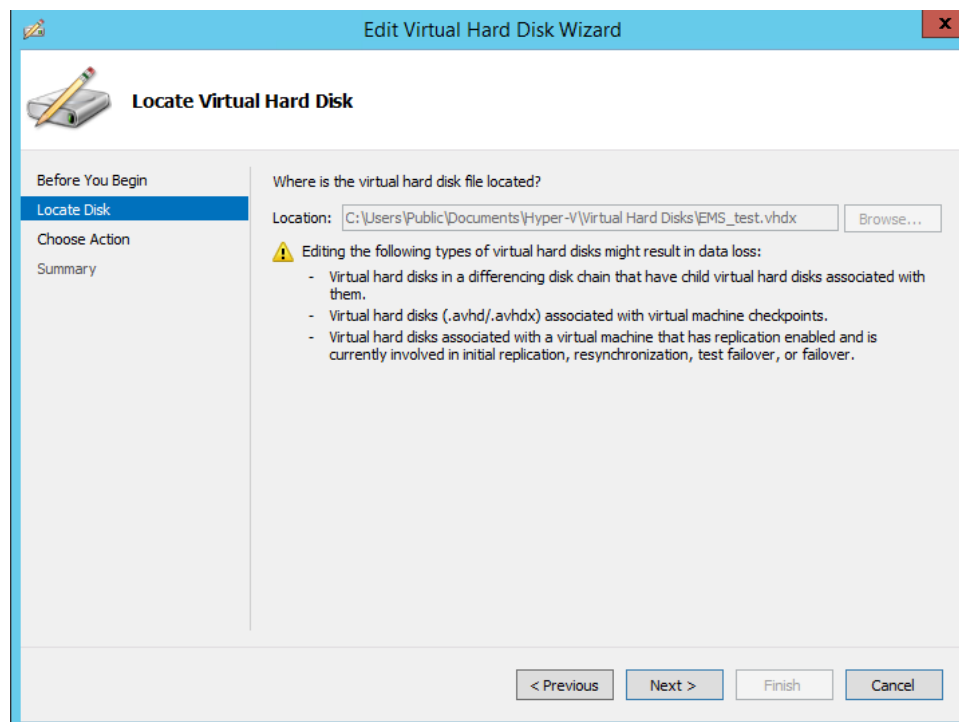 Edit Virtual Hard Disk Wizard
x
Locate Virtual Hard Disk
Before You Begin
Locate Disk
Choose Action
Summary
Where is the virtual hard disk file located?
Location: C:\Users\Public\Documents\Hyper-V\Virtual Hard Disks\EMS_test.vhdx Browse...
Editing the following types of virtual hard disks might result in data loss:
- Virtual hard disks in a differencing disk chain that have child virtual hard disks associated with
them.
- Virtual hard disks (.avhd/.avhdx) associated with virtual machine checkpoints.
- Virtual hard disks associated with a virtual machine that has replication enabled and is
currently involved in initial replication, resynchronization, test failover, or failover.
< Previous Next > Finish Cancel